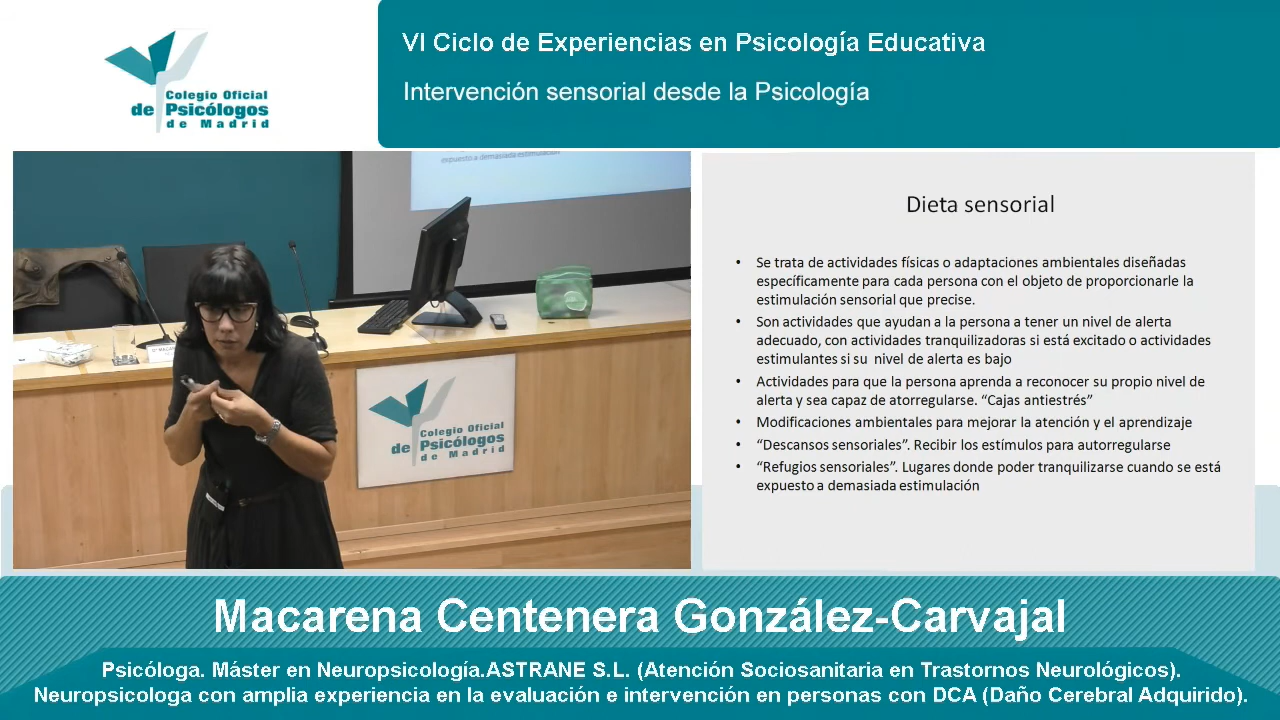 VI Ciclo de Experiencias en Psicología Educativa
Intervención sensorial desde la Psicología
Colegio Oficial
de Psicólogos
de Madrid
expuesto a demasiada estimulación
Colegio Oficial
de Psicólogos
de Madrid
Dieta sensorial
• Se trata de actividades físicas o adaptaciones ambientales diseñadas
específicamente para cada persona con el objeto de proporcionarle la
estimulación sensorial que precise.
• Son actividades que ayudan a la persona a tener un nivel de alerta
adecuado, con actividades tranquilizadoras si está excitado o actividades
estimulantes si su nivel de alerta es bajo
• Actividades para que la persona aprenda a reconocer su propio nivel de
alerta y sea capaz de atorregularse. “Cajas antiestrés”
• Modificaciones ambientales para mejorar la atención y el aprendizaje
• “Descansos sensoriales”. Recibir los estímulos para autorregularse
• “Refugios sensoriales”. Lugares donde poder tranquilizarse cuando se está
expuesto a demasiada estimulación
Macarena Centenera González-Carvajal
Psicóloga. Máster en Neuropsicología.ASTRANE S.L. (Atención Sociosanitaria en Trastornos Neurológicos).
Neuropsicologa con amplia experiencia en la evaluación e intervención en personas con DCA (Daño Cerebral Adquirido).